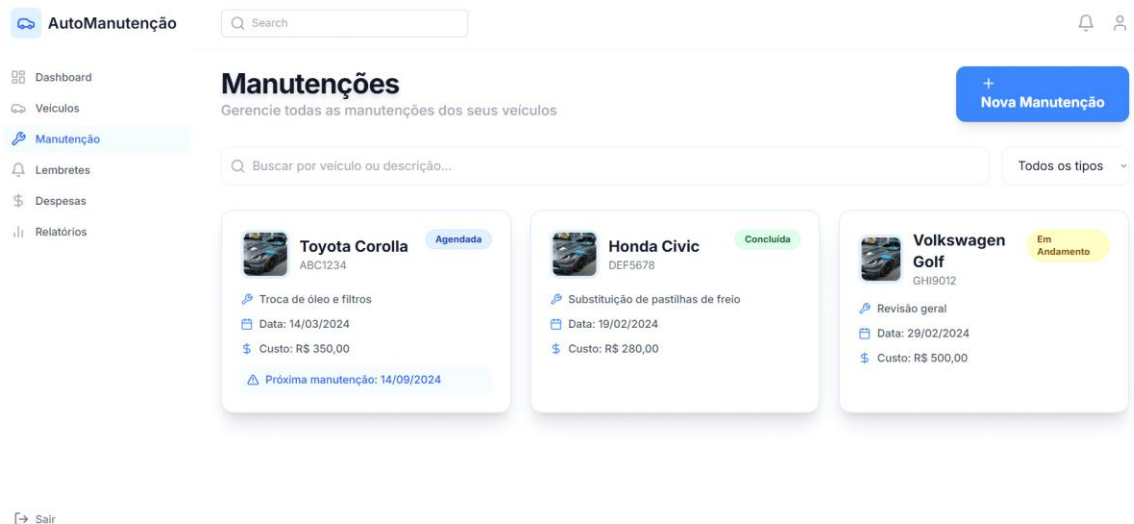 AutoManutenção
Search
Dashboard
Veículos
Manutenção
Lembretes
Despesas
Relatórios
Sair
Manutenções
Gerencie todas as manutenções dos seus veículos
+
Nova Manutenção
Buscar por veículo ou descrição...
Todos os tipos
Toyota Corolla
Agendada
ABC1234
Troca de óleo e filtros
Data: 14/03/2024
$ Custo: R$ 350,00
Próxima manutenção: 14/09/2024
Honda Civic
Concluída
DEF5678
Substituição de pastilhas de freio
Data: 19/02/2024
$ Custo: R$ 280,00
Volkswagen
Golf
Em
Andamento
GHI9012
Revisão geral
Data: 29/02/2024
$ Custo: R$ 500,00